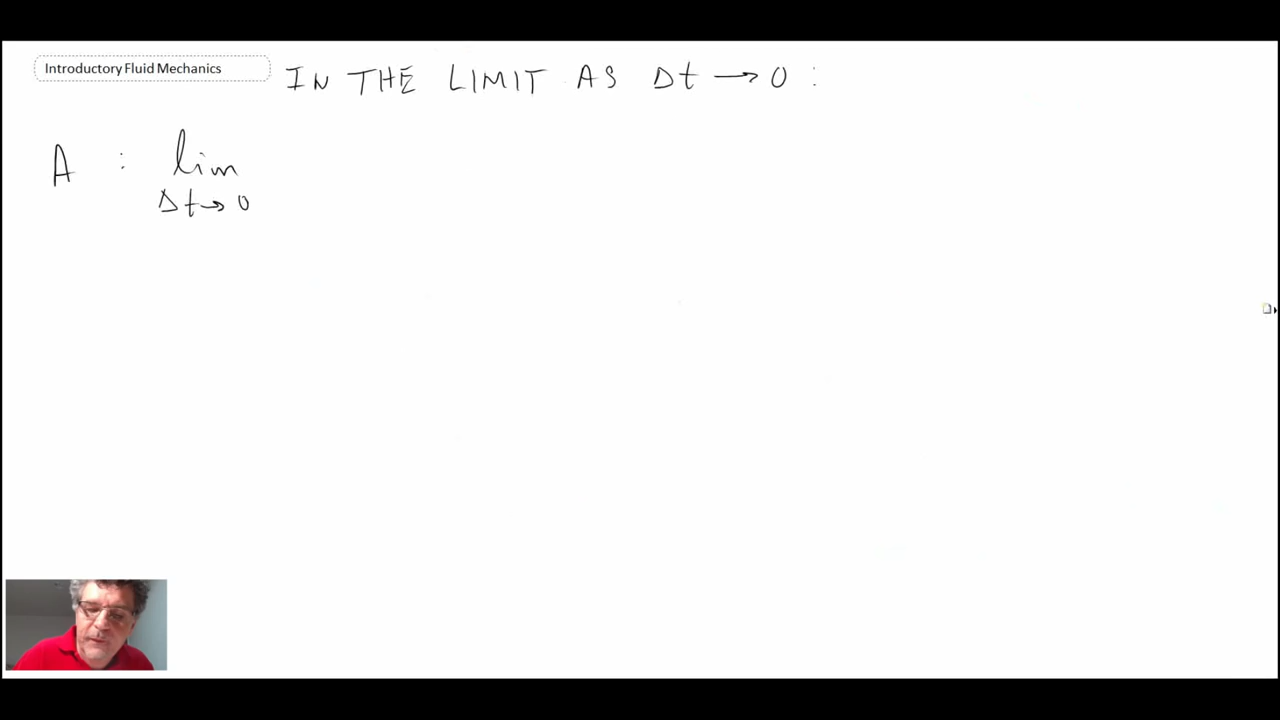 Introductory Fluid Mechanics
IN THE LIMIT AS Δt → 0 :
A : lim
Δt → 0